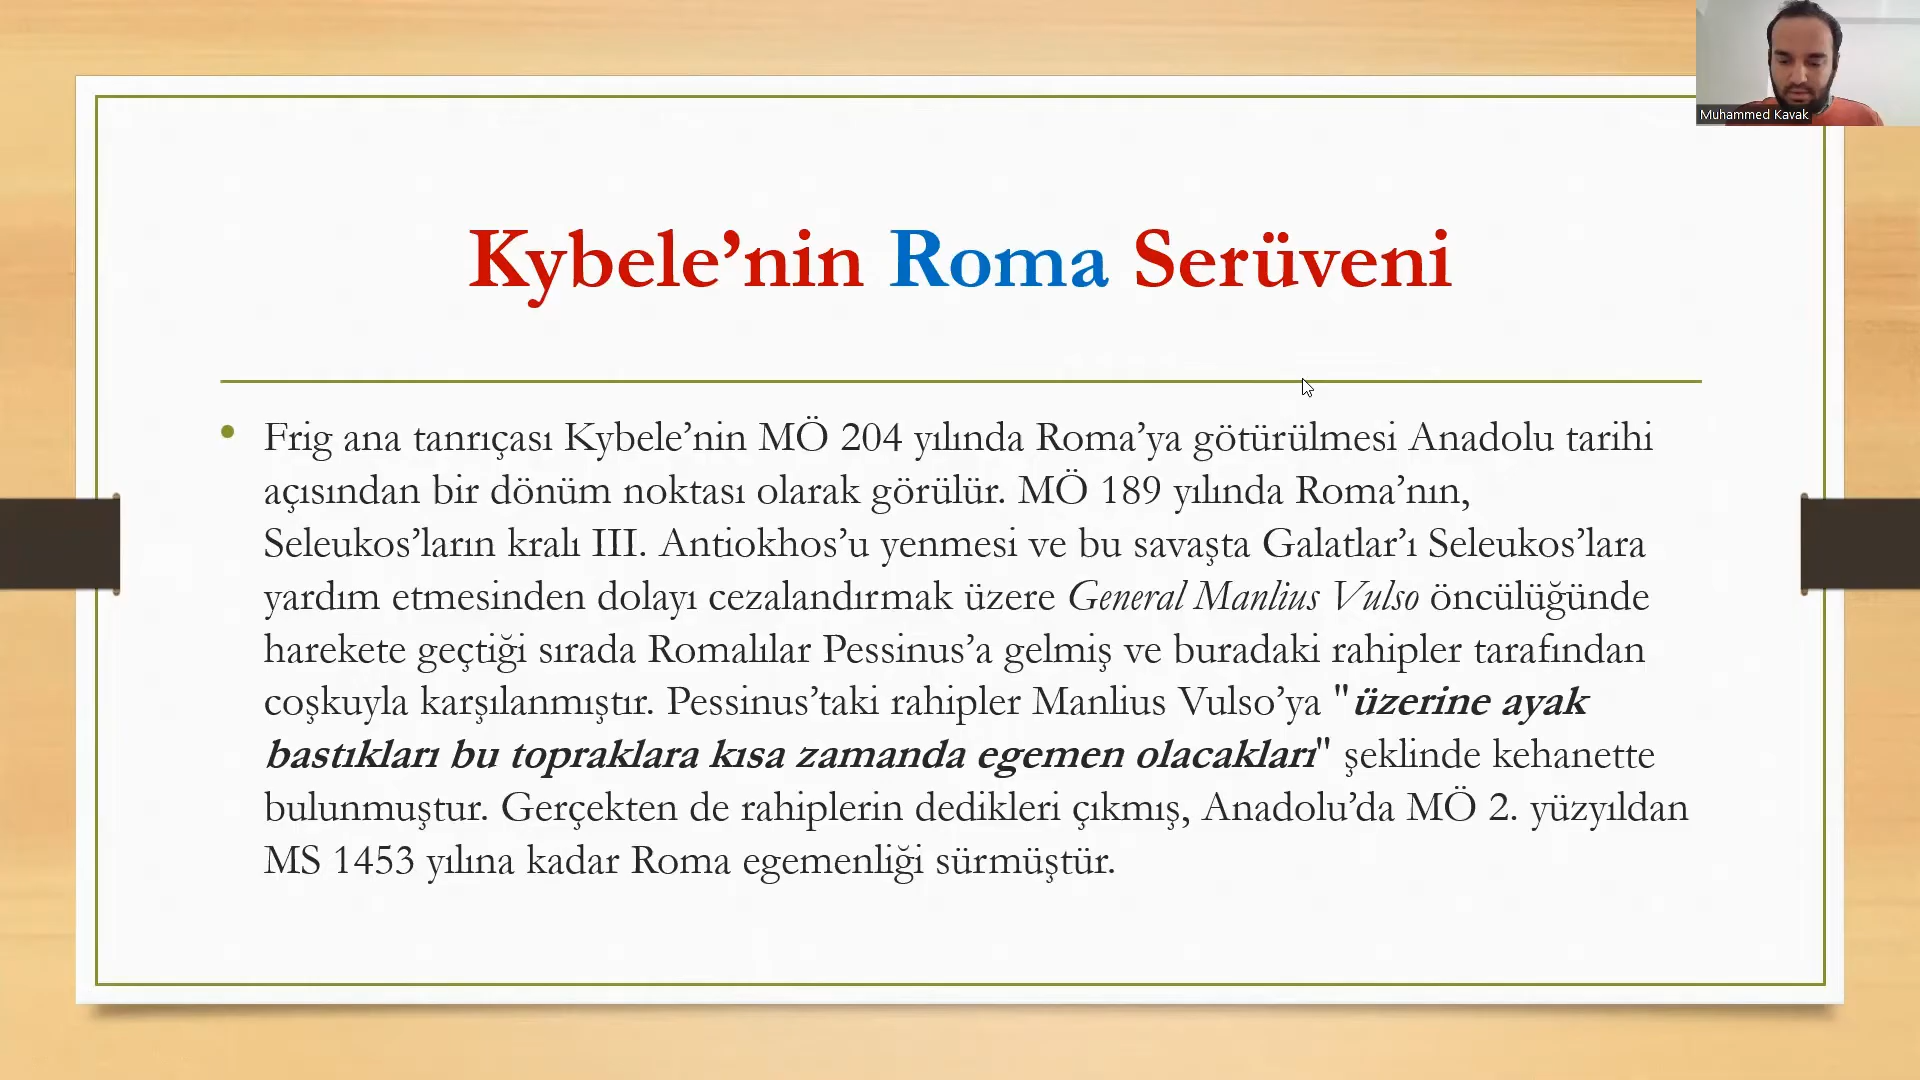 Muhammed Kavak
Kybele’nin Roma Serüveni
• Frig ana tanrıçası Kybele’nin MÖ 204 yılında Roma’ya götürülmesi Anadolu tarihi
açısından bir dönüm noktası olarak görülür. MÖ 189 yılında Roma’nın,
Seleukos’ların kralı III. Antiokhos’u yenmesi ve bu savaşta Galatlar’ı Seleukos’lara
yardım etmesinden dolayı cezalandırmak üzere General Manlius Vulso öncülüğünde
harekete geçtiği sırada Romalılar Pessinus’a gelmiş ve buradaki rahipler tarafından
coşkuyla karşılanmıştır. Pessinus’taki rahipler Manlius Vulso’ya "üzerine ayak
bastıkları bu topraklara kısa zamanda egemen olacakları" şeklinde kehanette
bulunmuştur. Gerçekten de rahiplerin dedikleri çıkmış, Anadolu’da MÖ 2. yüzyıldan
MS 1453 yılına kadar Roma egemenliği sürmüştür.